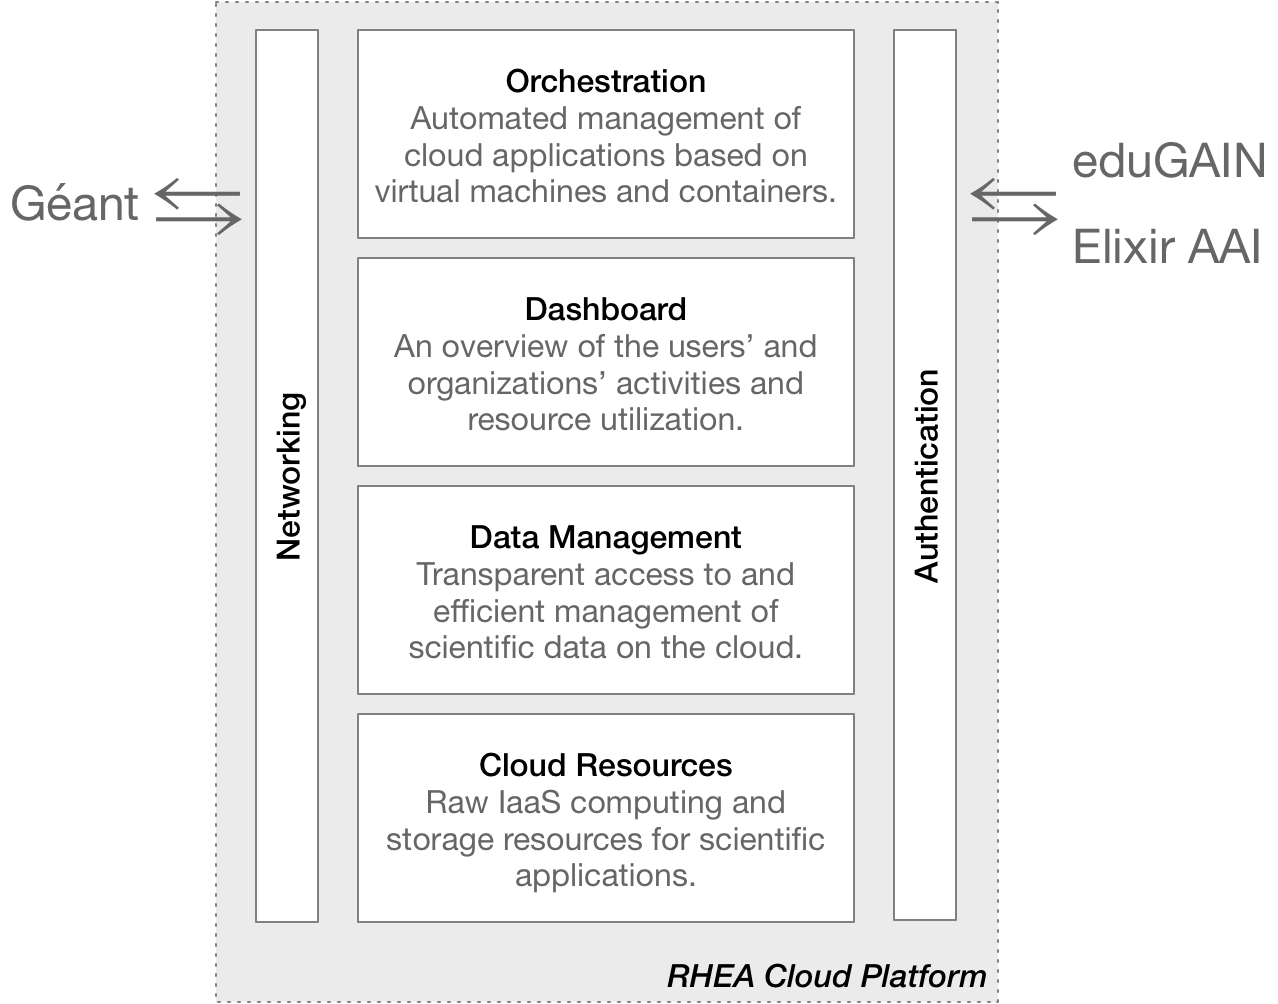 Géant
Networking
Orchestration
Automated management of
cloud applications based on
virtual machines and containers.
Dashboard
An overview of the users’ and
organizations’ activities and
resource utilization.
Data Management
Transparent access to and
efficient management of
scientific data on the cloud.
Cloud Resources
Raw IaaS computing and
storage resources for scientific
applications.
Authentication
eduGAIN
Elixir AAI
RHEA Cloud Platform